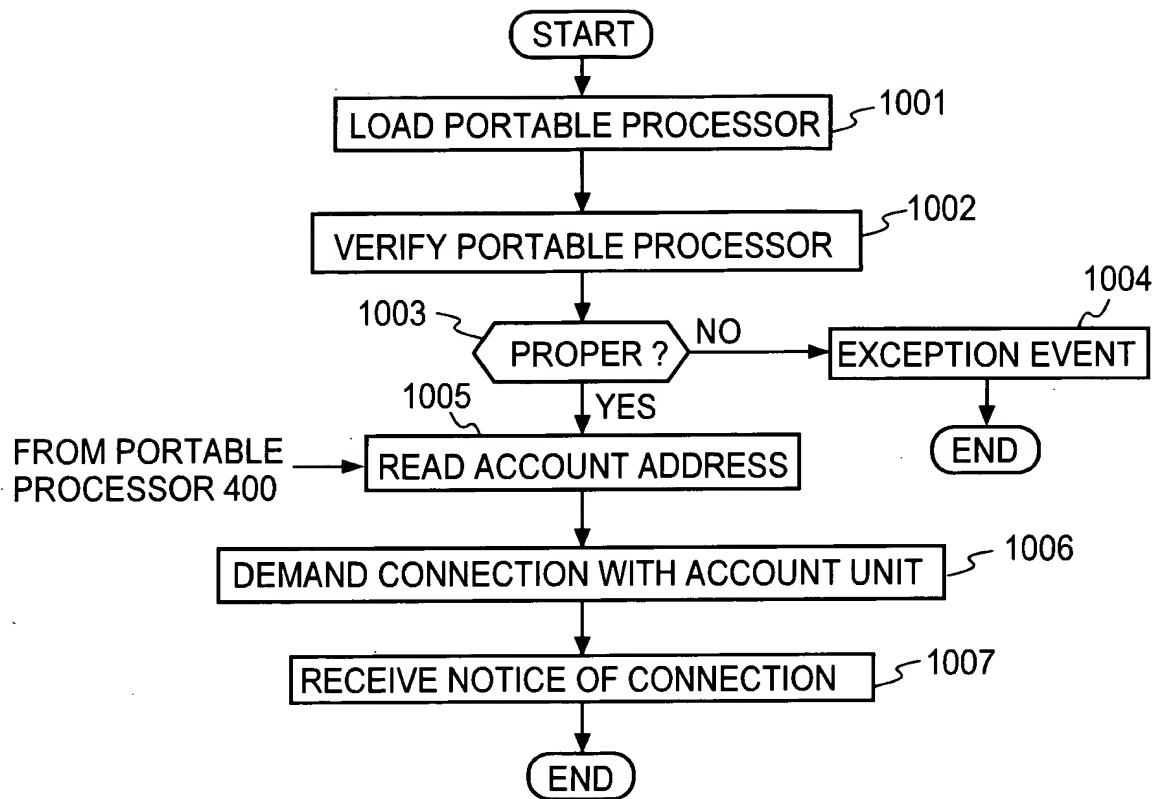 START
1001
LOAD PORTABLE PROCESSOR
1002
VERIFY PORTABLE PROCESSOR
1003
PROPER ?
NO
1004
EXCEPTION EVENT
END
YES
1005
FROM PORTABLE
PROCESSOR 400
READ ACCOUNT ADDRESS
1006
DEMAND CONNECTION WITH ACCOUNT UNIT
1007
RECEIVE NOTICE OF CONNECTION
END